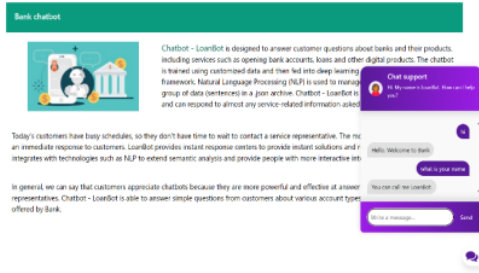 Bank chatbot
Chatbot - LoanBot is designed to answer customer questions about banks and their products,
including services such as opening bank accounts, loans and other digital products. The chatbot
is trained using customized data and then fed into deep learning
framework. Natural Language Processing (NLP) is used to manage
group of data (sentences) in a .json archive. Chatbot - LoanBot is
and can respond to almost any service-related information asked
Today's customers have busy schedules, so they don't have time to wait to contact a service representative. The
an immediate response to customers. LoanBot provides instant response centers to provide instant solutions and
integrates with technologies such as NLP to extend semantic analysis and provide people with more interactive
In general, we can say that customers appreciate chatbots because they are more powerful and effective at
representatives. Chatbot - LoanBot is able to answer simple questions from customers about various account
offered by Bank.
Chat support
Hi. My name is LoanBot. How can I help
you?
hi
Hello. Welcome to Bank
what is your name
You can call me LoanBot.
Write a message...
Send